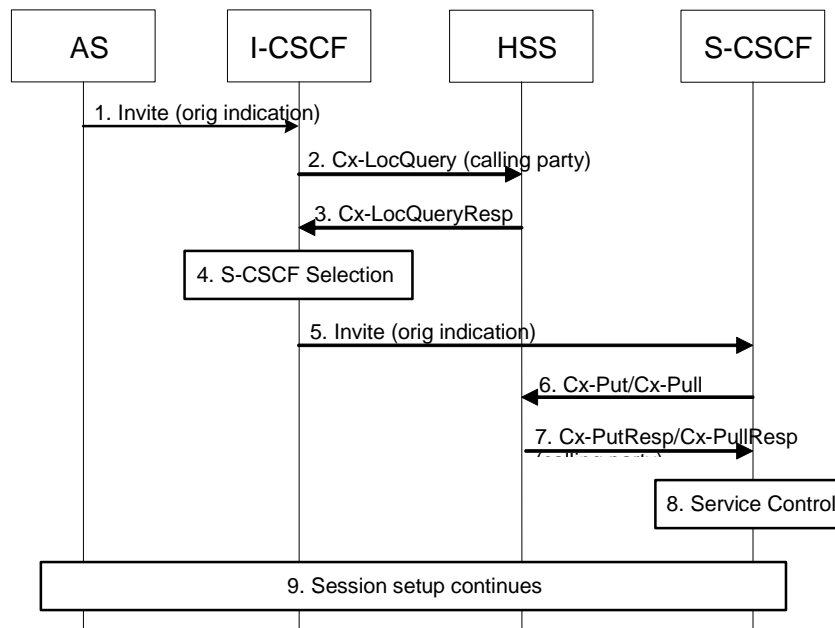 AS
I-CSCF
HSS
S-CSCF
1. Invite (orig indication)
2. Cx-LocQuery (calling party)
3. Cx-LocQueryResp
4. S-CSCF Selection
5. Invite (orig indication)
6. Cx-Put/Cx-Pull
7. Cx-PutResp/Cx-PullResp
(calling party)
8. Service Control
9. Session setup continues